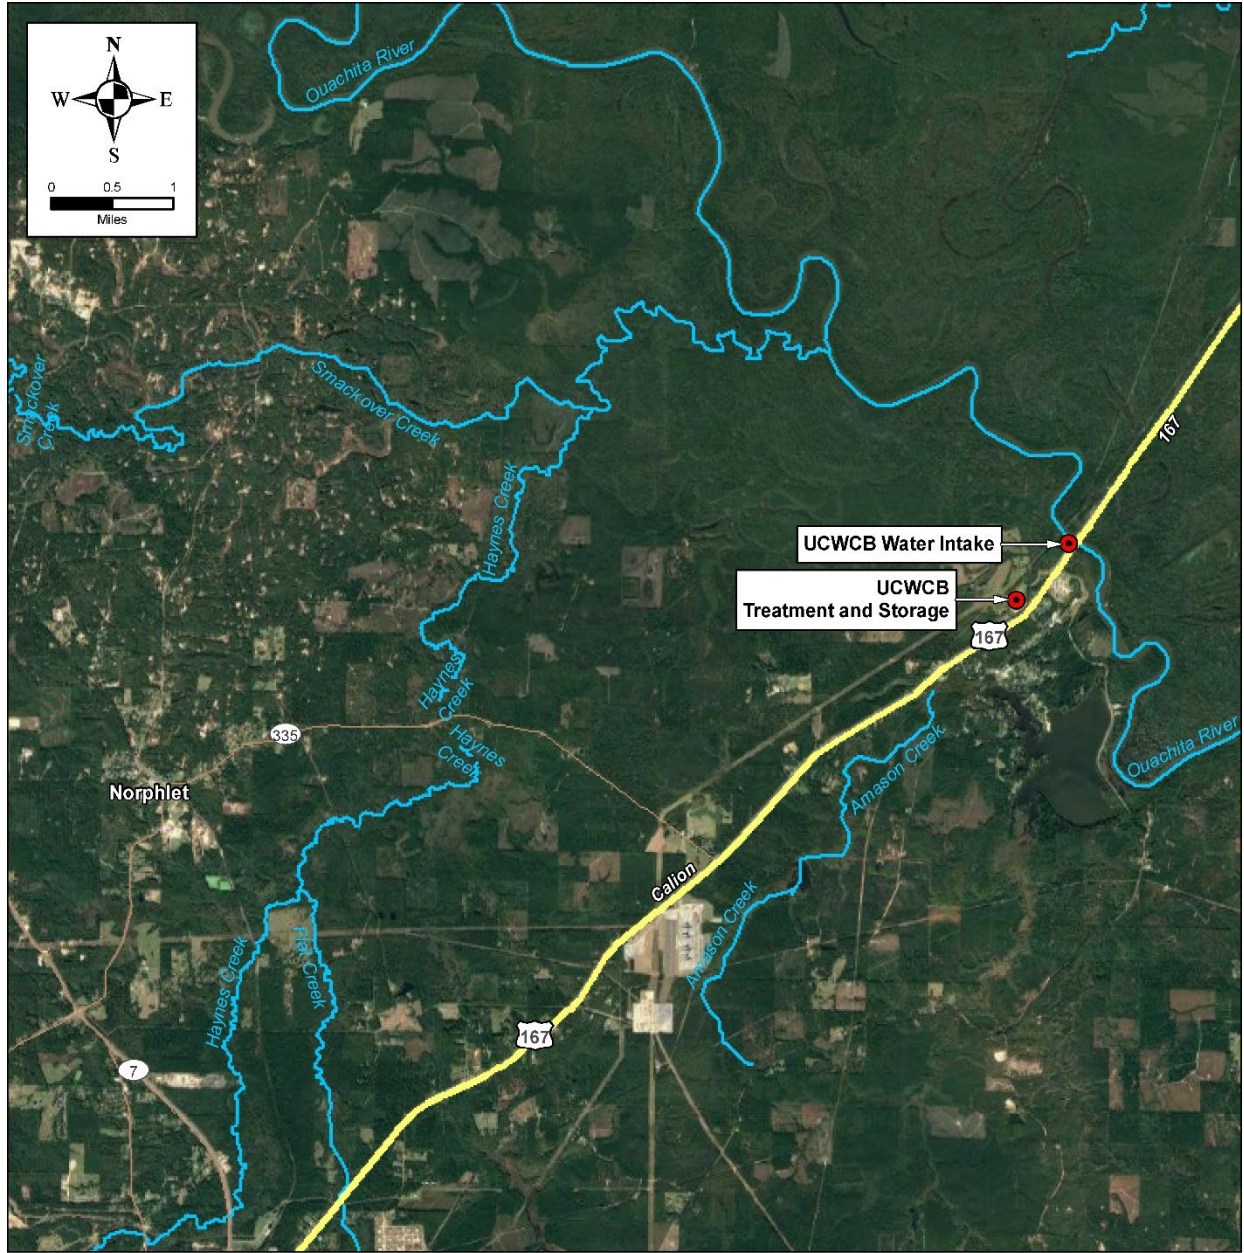 N
W
E
S
0 0.5 1
Miles
Ouachita River
Smackover
Creek
Smackover Creek
Haynes Creek
167
UCWCB Water Intake
UCWCB
Treatment and Storage
167
Haynes
Creek
Haynes
Creek
335
Norphlet
Ouachita River
Amason Creek
Calion
Amason Creek
Haynes Creek
Flat Creek
167
7